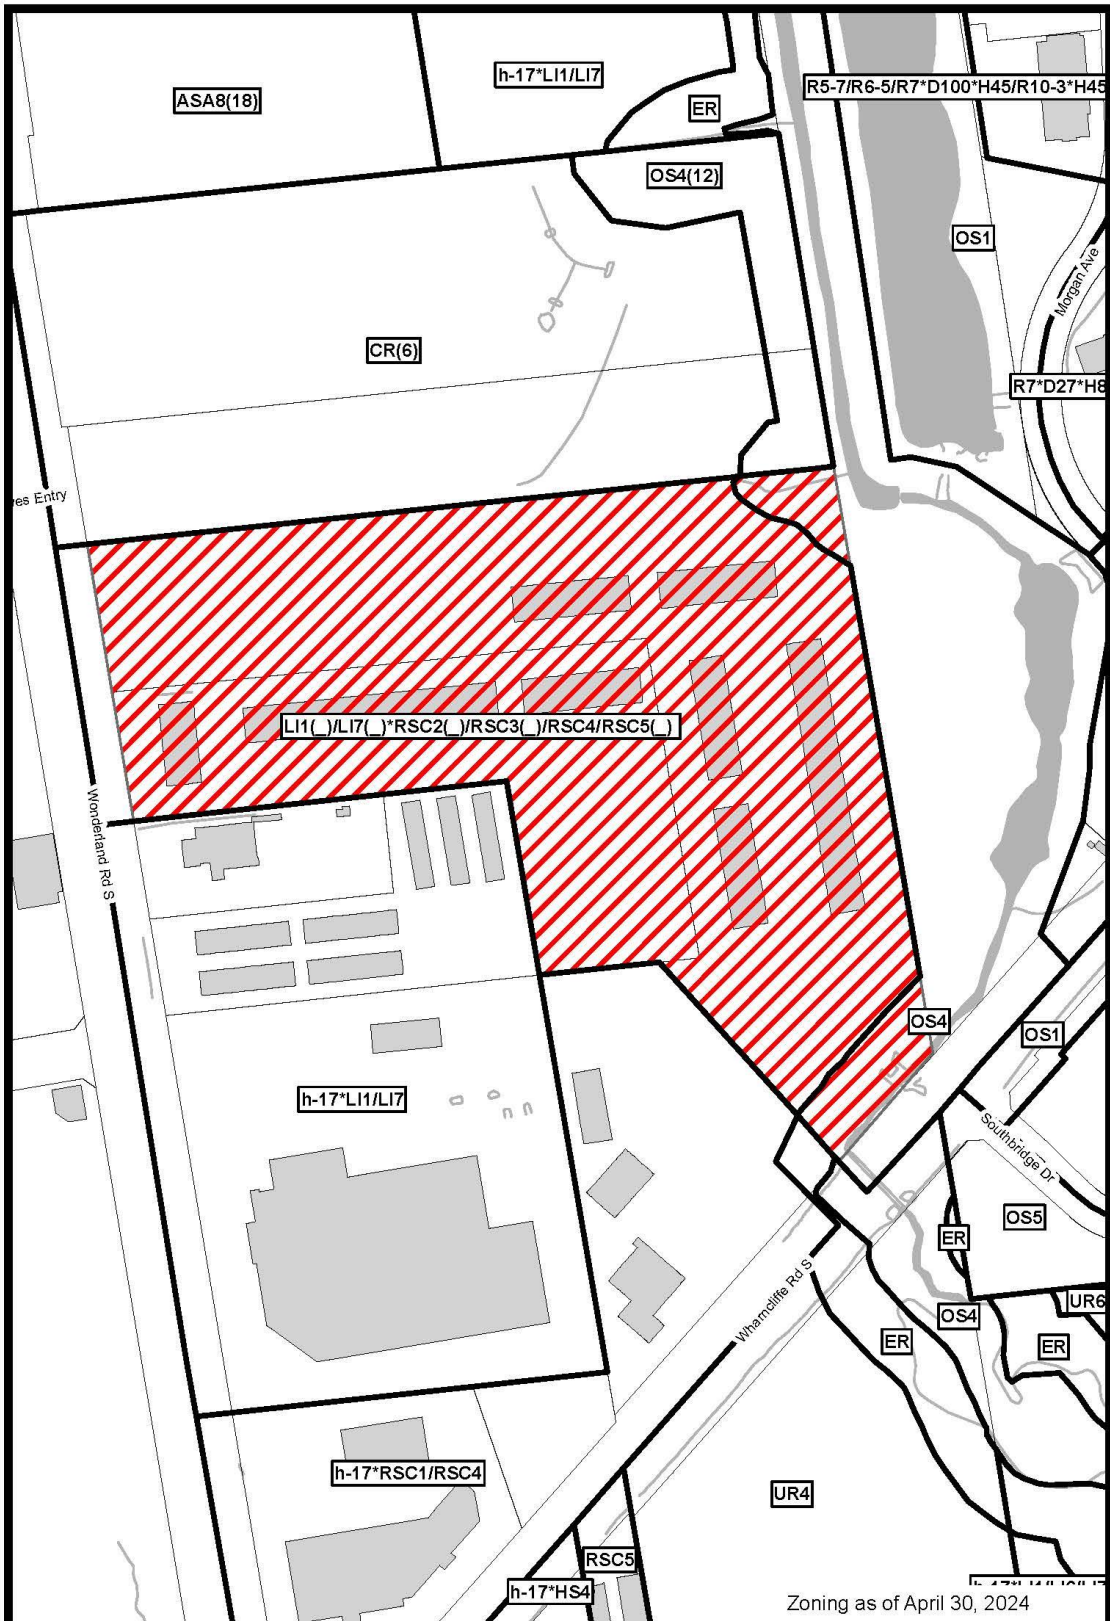 h-17*LI1/LI7
ASA8(18)
R5-7/R6-5/R7*D100*H45/R10-3*H45
ER
OS4(12)
OS1
Morgan Ave
CR(6)
R7*D27*H8
Entry
LI1(_)/LI7(_)*RSC2(_)/RSC3(_)/RSC4/RSC5(_)
Wonderland Rd S
OS4
OS1
h-17*LI1/LI7
Southbridge Dr
OS5
ER
Wharncliffe Rd S
UR6
OS4
ER
ER
h-17*RSC1/RSC4
UR4
RSC5
h-17*HS4
Zoning as of April 30, 2024